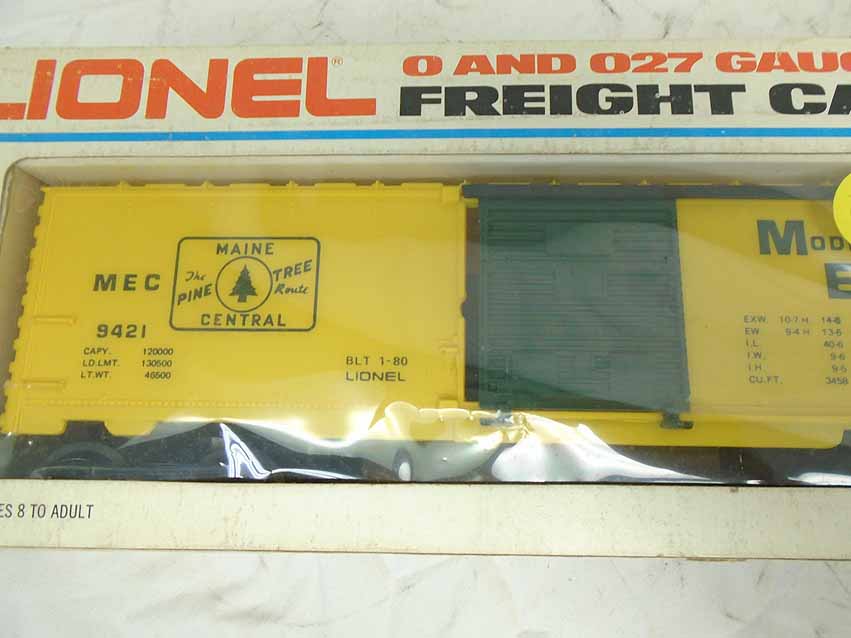 LIONEL®
O AND O27 GAUG
FREIGHT CA
MEC
9421
CAPY. 120000
LD.LMT. 130500
LT.WT. 46500
MAINE
The PINE TREE Route
CENTRAL
BLT 1-80
LIONEL
MOD
E
EXW. 10-7 H. 14-6
EW 9-4 H. 13-6
I.L. 40-6
I.W. 9-6
I.H. 9-5
CU.FT. 3458
ES 8 TO ADULT